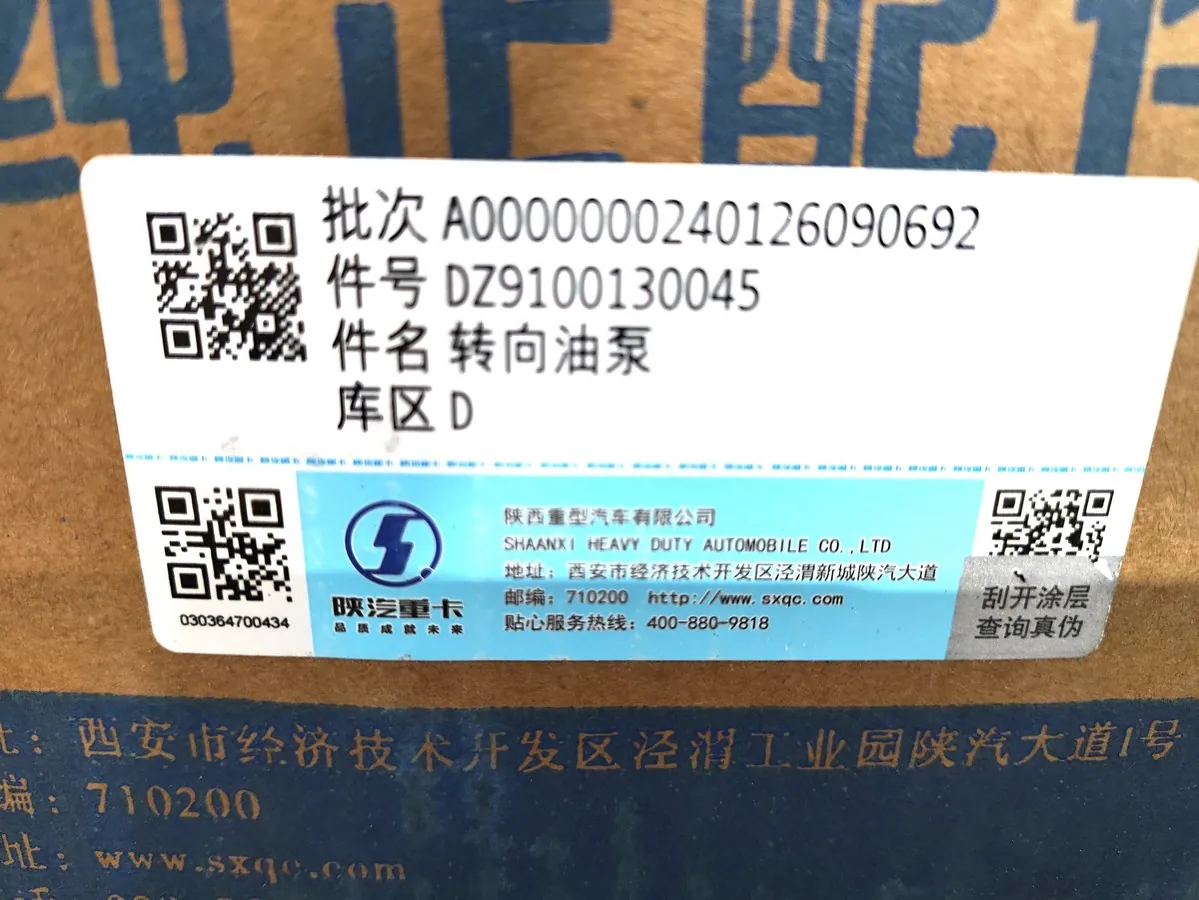 纯正配件
批次 A0000000240126090692
件号 DZ9100130045
件名 转向油泵
库区 D
030364700434
陕汽重卡
品质成就未来
陕西重型汽车有限公司
SHAANXI HEAVY DUTY AUTOMOBILE CO.,LTD
地址：西安市经济技术开发区泾渭新城陕汽大道
邮编：710200 http://www.sxqc.com
贴心服务热线：400-880-9818
刮开涂层
查询真伪
址：西安市经济技术开发区泾渭工业园陕汽大道1号
编：710200
址：www.sxqc.com